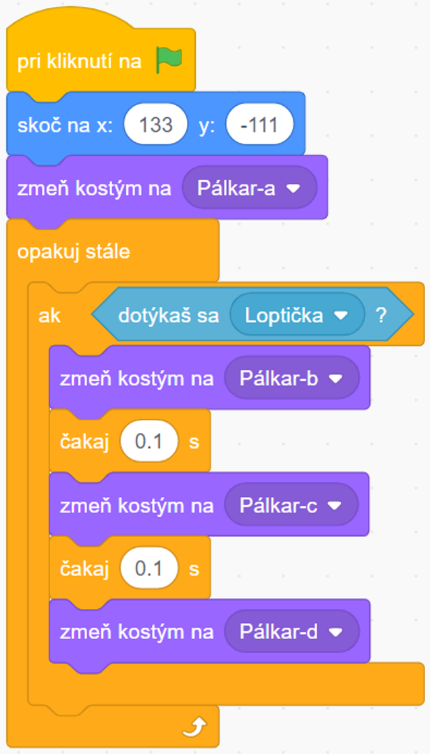 pri kliknutí na
skoč na x: 133 y: -111
zmeň kostým na Pálkar-a
opakuj stále
ak dotýkaš sa Loptička ?
zmeň kostým na Pálkar-b
čakaj 0.1 s
zmeň kostým na Pálkar-c
čakaj 0.1 s
zmeň kostým na Pálkar-d